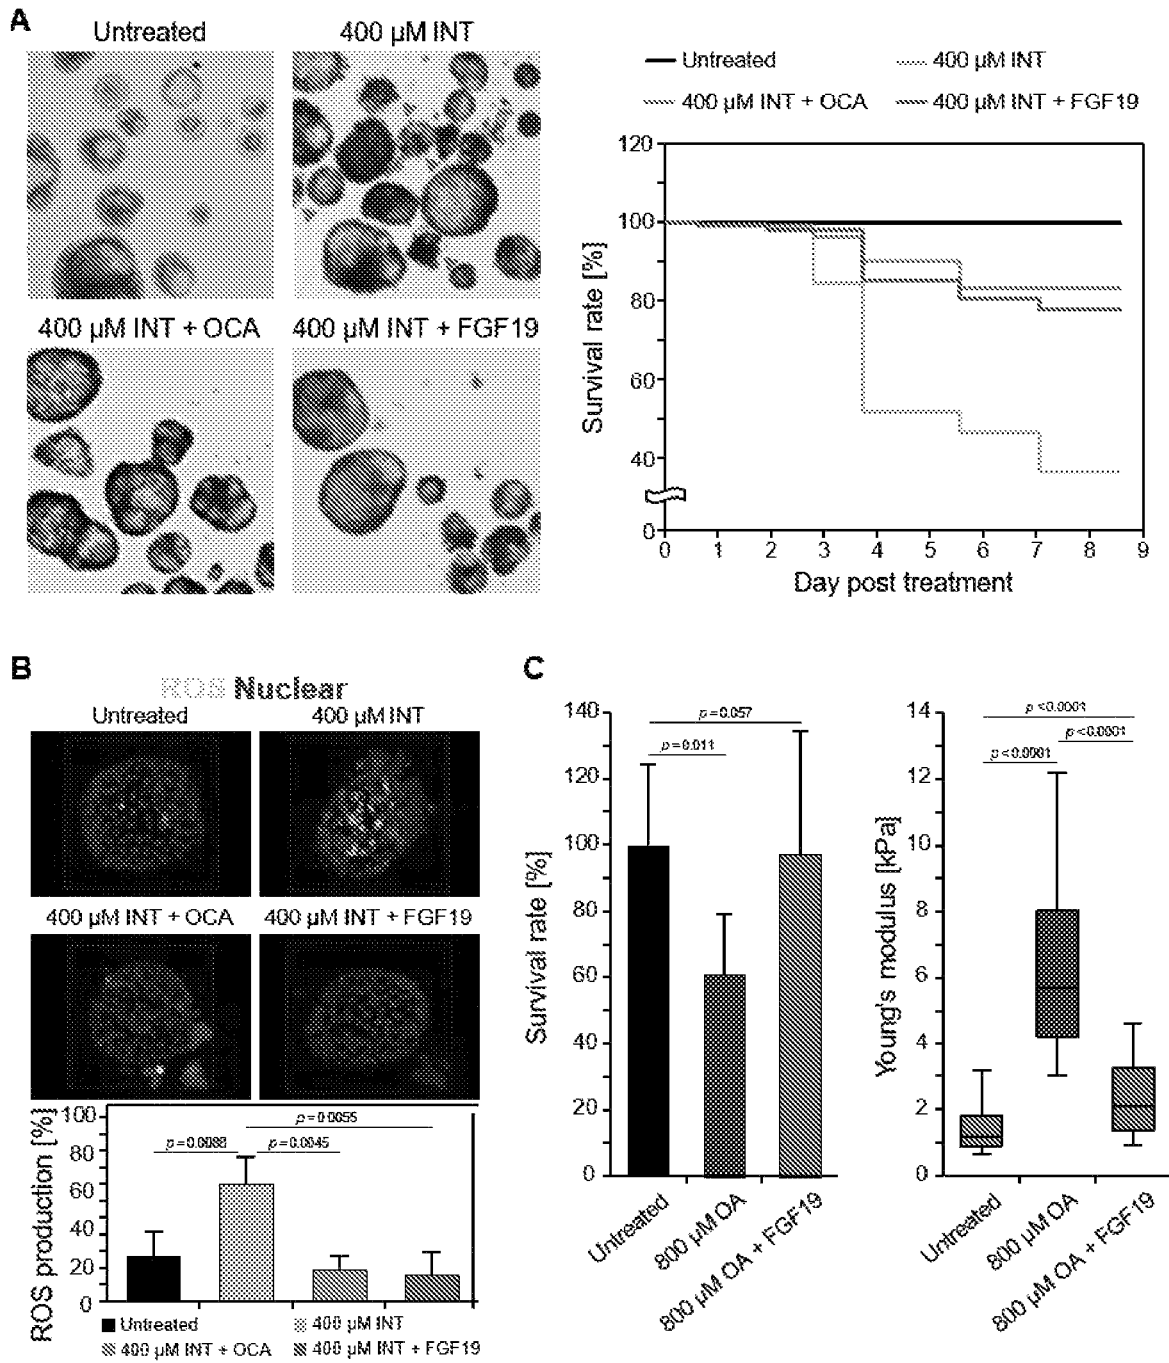 A
Untreated
400 µM INT
400 µM INT + OCA
400 µM INT + FGF19
Untreated
400 µM INT
400 µM INT + OCA
400 µM INT + FGF19
Survival rate [%]
120
100
80
60
40
0
0 1 2 3 4 5 6 7 8 9
Day post treatment
B
ROS Nuclear
Untreated
400 µM INT
400 µM INT + OCA
400 µM INT + FGF19
ROS production [%]
100
80
60
40
20
0
p = 0.0055
p = 0.0088
p = 0.0045
Untreated
400 µM INT
400 µM INT + OCA
400 µM INT + FGF19
C
Survival rate [%]
140
120
100
80
60
40
20
0
p = 0.057
p = 0.011
Untreated
800 µM OA
800 µM OA + FGF19
Young's modulus [kPa]
14
12
10
8
6
4
2
0
p <0.0001
p <0.0001
p <0.0001
Untreated
800 µM OA
800 µM OA + FGF19